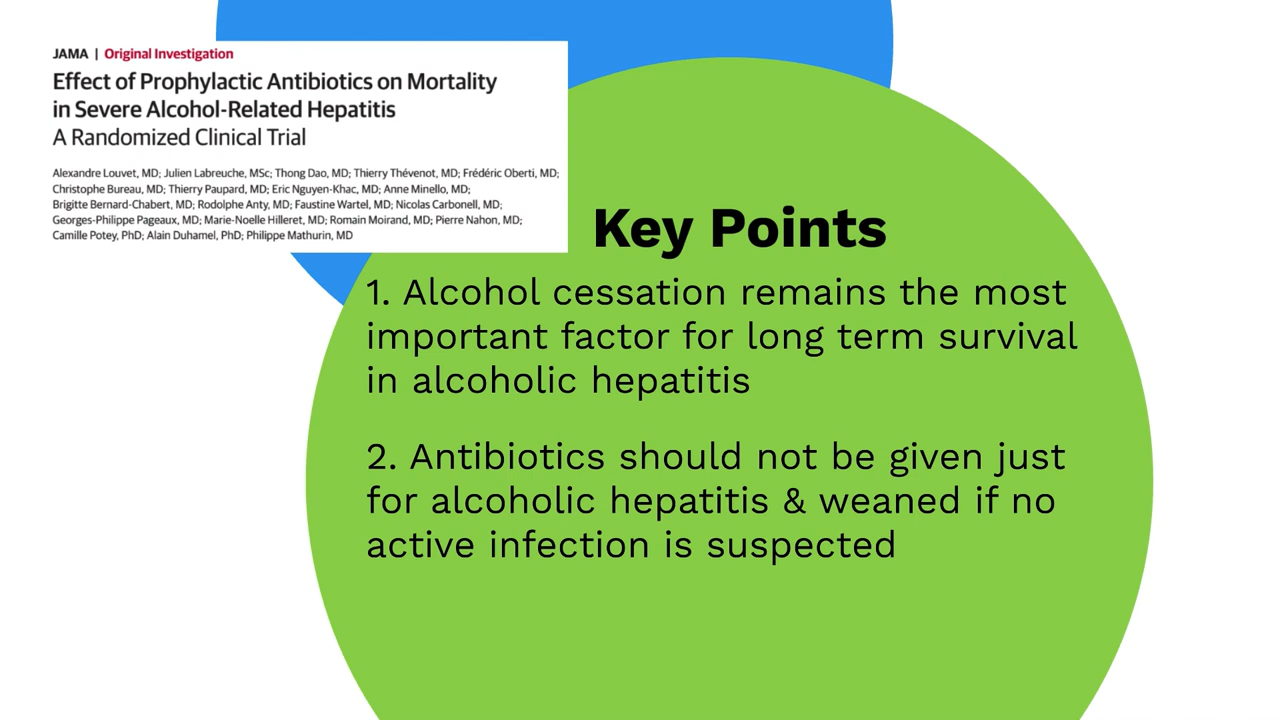 JAMA | Original Investigation
Effect of Prophylactic Antibiotics on Mortality
in Severe Alcohol-Related Hepatitis
A Randomized Clinical Trial
Alexandre Louvet, MD; Julien Labreuche, MSc; Thong Dao, MD; Thierry Thévenot, MD; Frédéric Oberti, MD;
Christophe Bureau, MD; Thierry Paupard, MD; Eric Nguyen-Khac, MD; Anne Minello, MD;
Brigitte Bernard-Chabert, MD; Rodolphe Anty, MD; Faustine Wartel, MD; Nicolas Carbonell, MD;
Georges-Philippe Pageaux, MD; Marie-Noelle Hilleret, MD; Romain Moirand, MD; Pierre Nahon, MD;
Camille Potey, PhD; Alain Duhamel, PhD; Philippe Mathurin, MD
Key Points
1. Alcohol cessation remains the most
important factor for long term survival
in alcoholic hepatitis
2. Antibiotics should not be given just
for alcoholic hepatitis & weaned if no
active infection is suspected